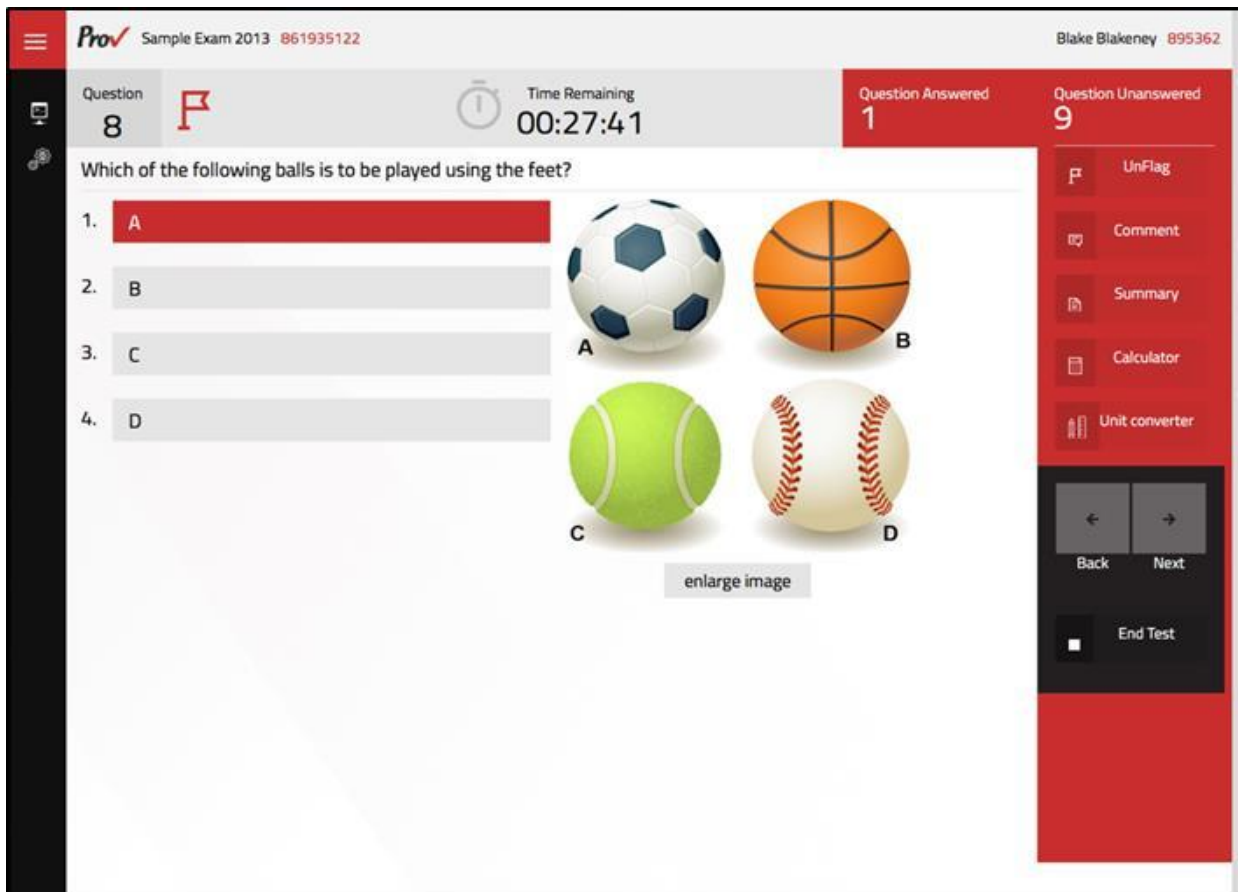 Prov Sample Exam 2013 861935122
Blake Blakeney 895362
Question
8
Time Remaining
00:27:41
Question Answered
1
Question Unanswered
9
Which of the following balls is to be played using the feet?
1. A
2. B
3. C
4. D
A
B
C
D
enlarge image
UnFlag
Comment
Summary
Calculator
Unit converter
Back
Next
End Test